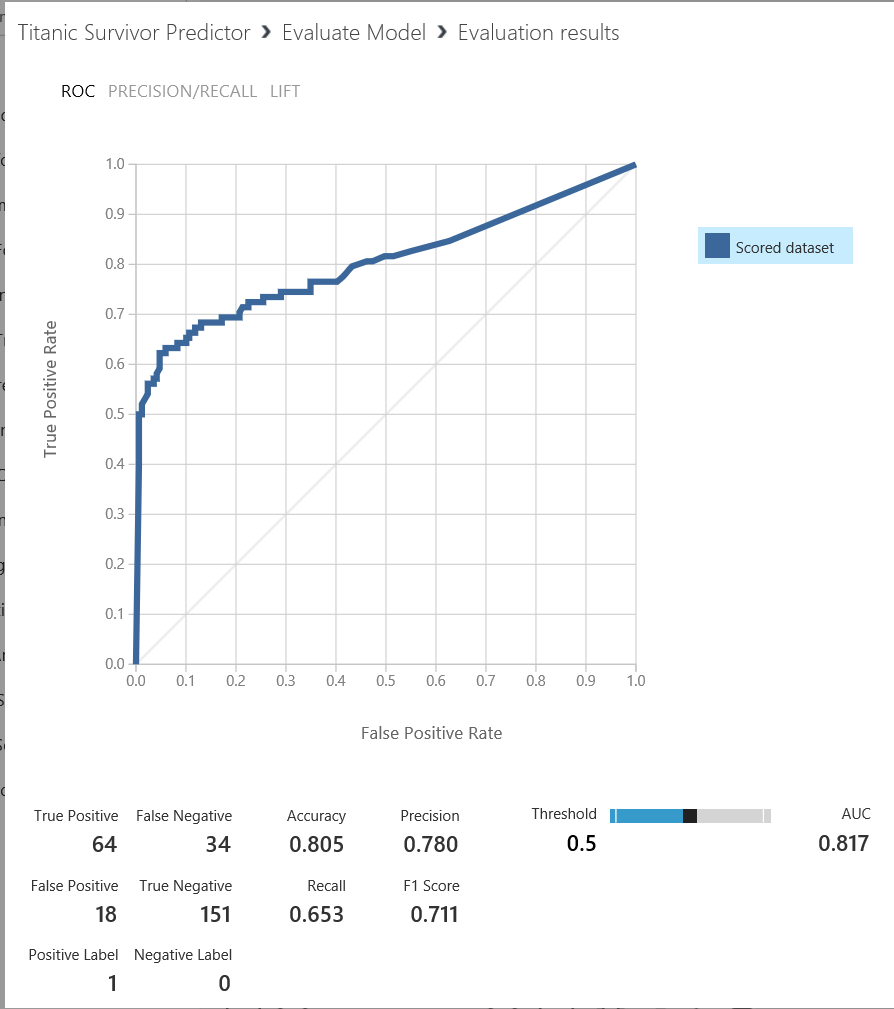 Titanic Survivor Predictor › Evaluate Model › Evaluation results
ROC PRECISION/RECALL LIFT
1.0
0.9
0.8
0.7
0.6
0.5
0.4
0.3
0.2
0.1
0.0
True Positive Rate
0.0 0.1 0.2 0.3 0.4 0.5 0.6 0.7 0.8 0.9 1.0
False Positive Rate
Scored dataset
True Positive False Negative Accuracy Precision Threshold AUC
64 34 0.805 0.780 0.5 0.817
False Positive True Negative Recall F1 Score
18 151 0.653 0.711
Positive Label Negative Label
1 0